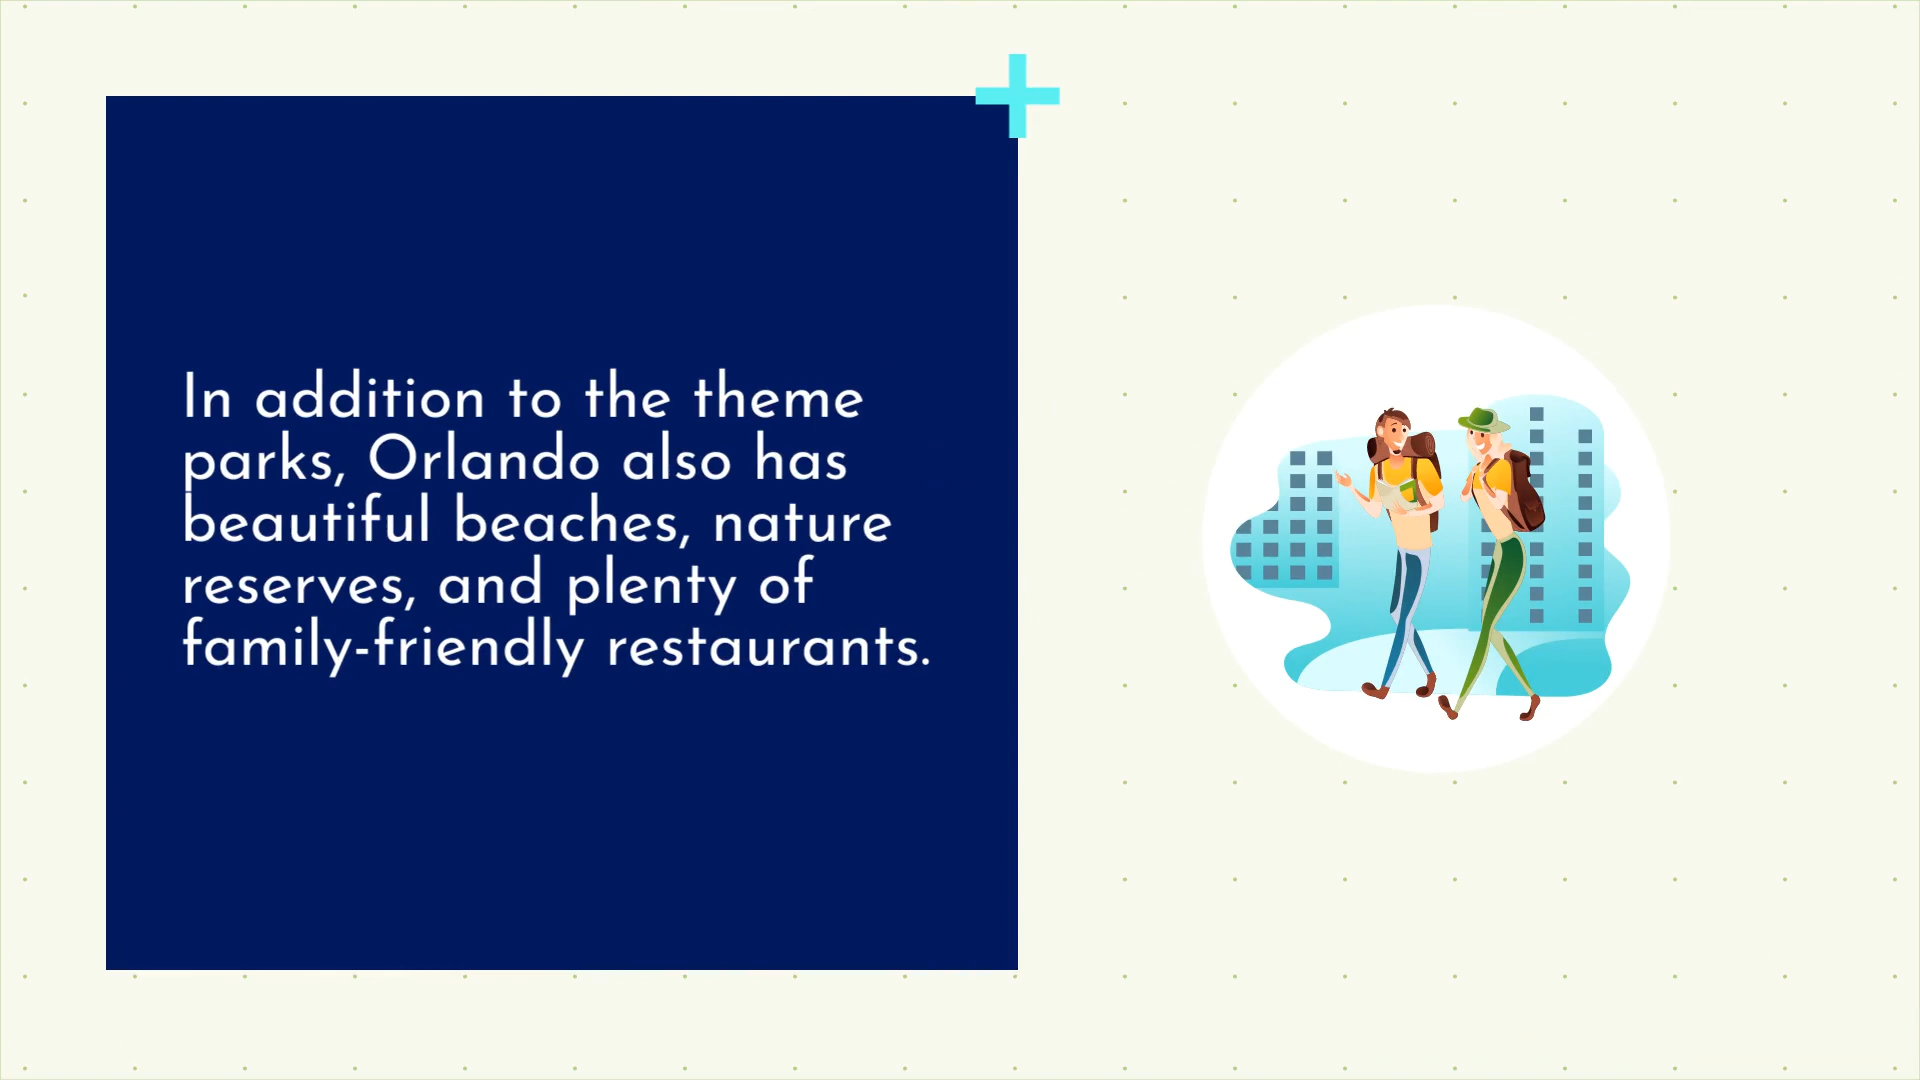 In addition to the theme
parks, Orlando also has
beautiful beaches, nature
reserves, and plenty of
family-friendly restaurants.